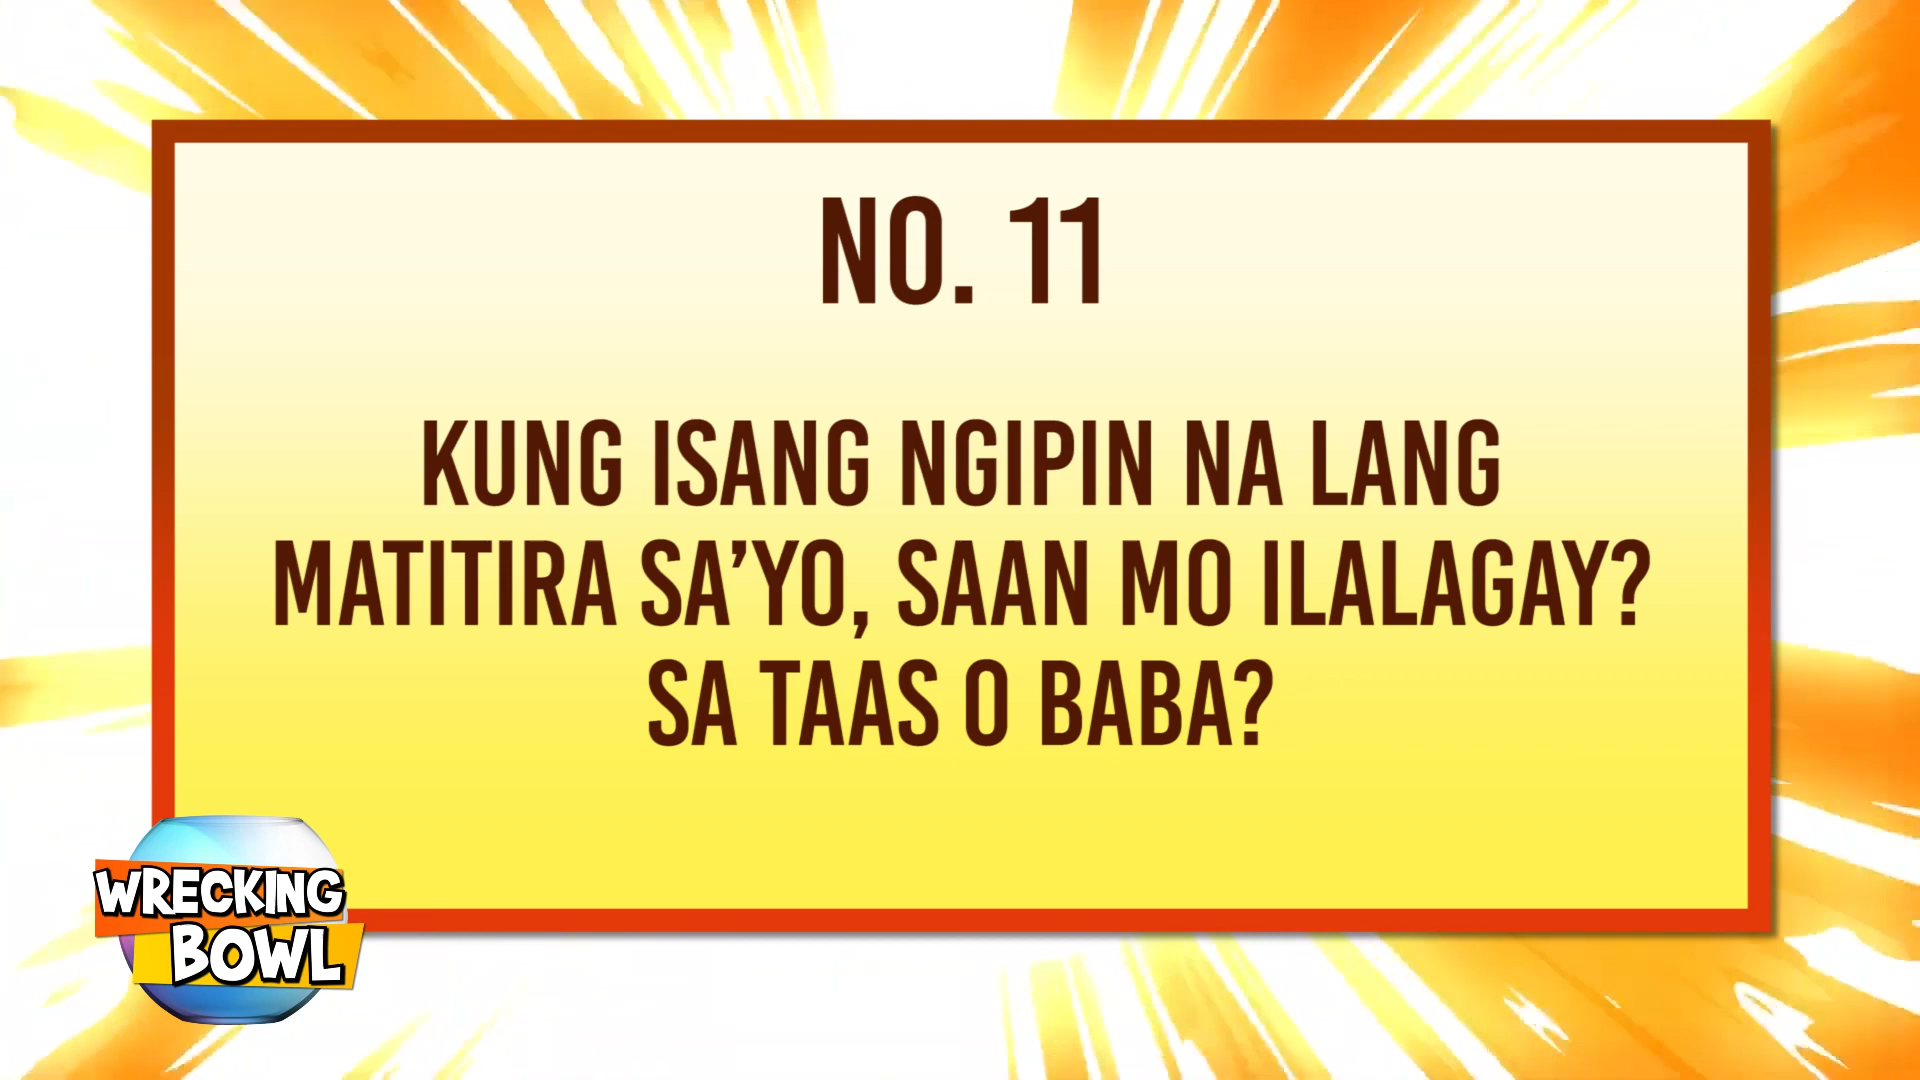 NO. 11
KUNG ISANG NGIPIN NA LANG
MATITIRA SA'YO, SAAN MO ILALAGAY?
SA TAAS O BABA?
WRECKING
BOWL